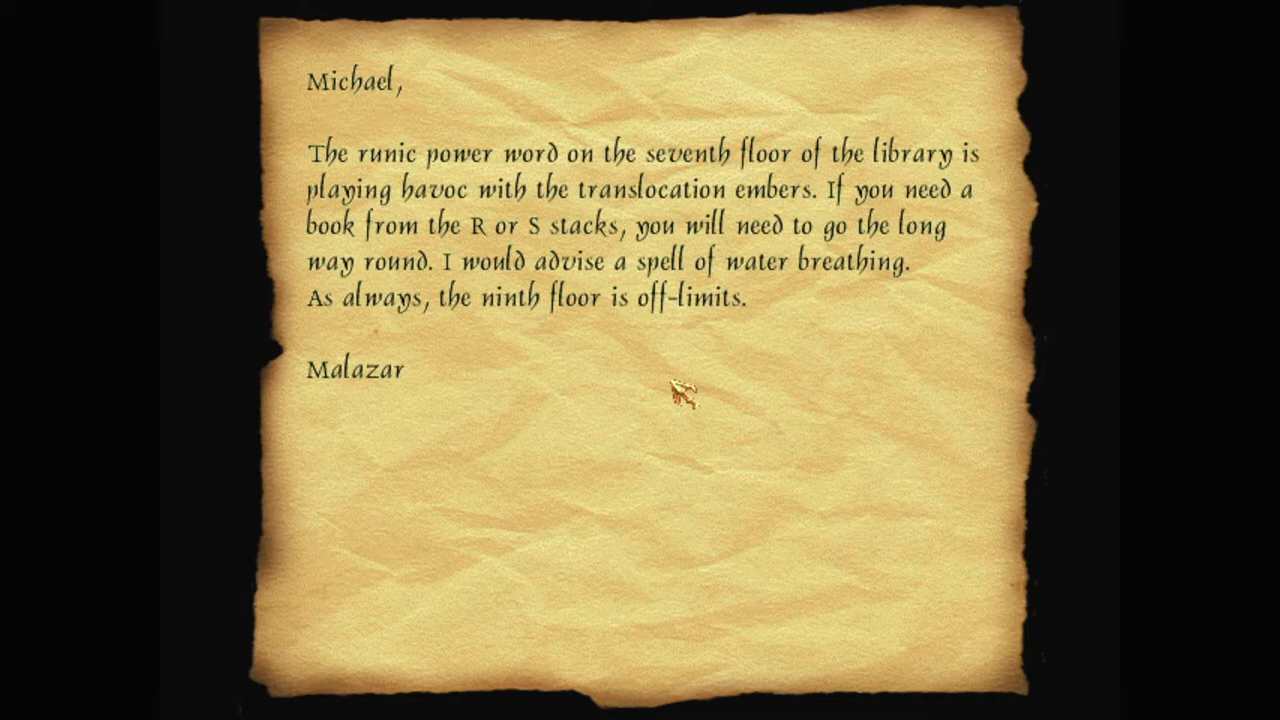 Michael,
The runic power word on the seventh floor of the library is
playing havoc with the translocation embers. If you need a
book from the R or S stacks, you will need to go the long
way round. I would advise a spell of water breathing.
As always, the ninth floor is off-limits.
Malazar